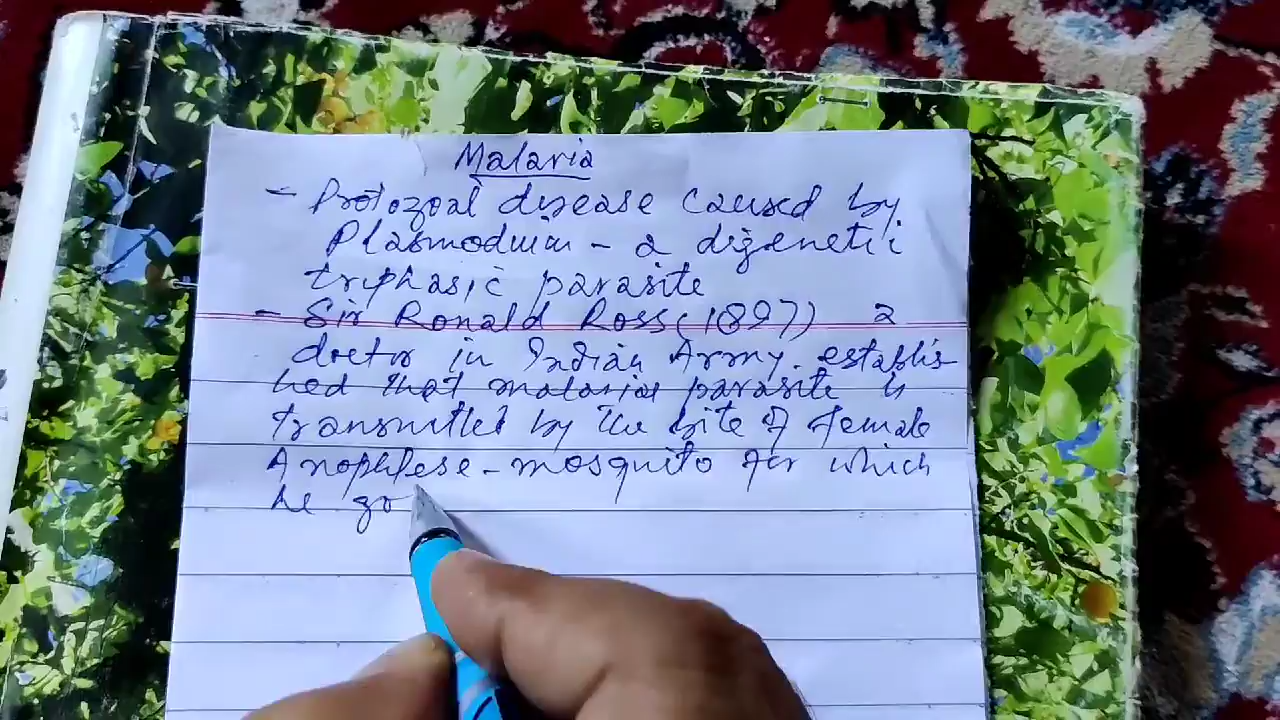 Malaria
- Protozoal disease caused by
Plasmodium - a digenetic
triphasic parasite
- Sir Ronald Ross (1897) a
doctor in Indian Army establis
hed that malarial parasite is
transmitted by the bite of female
Anophlese - mosquito for which
he go